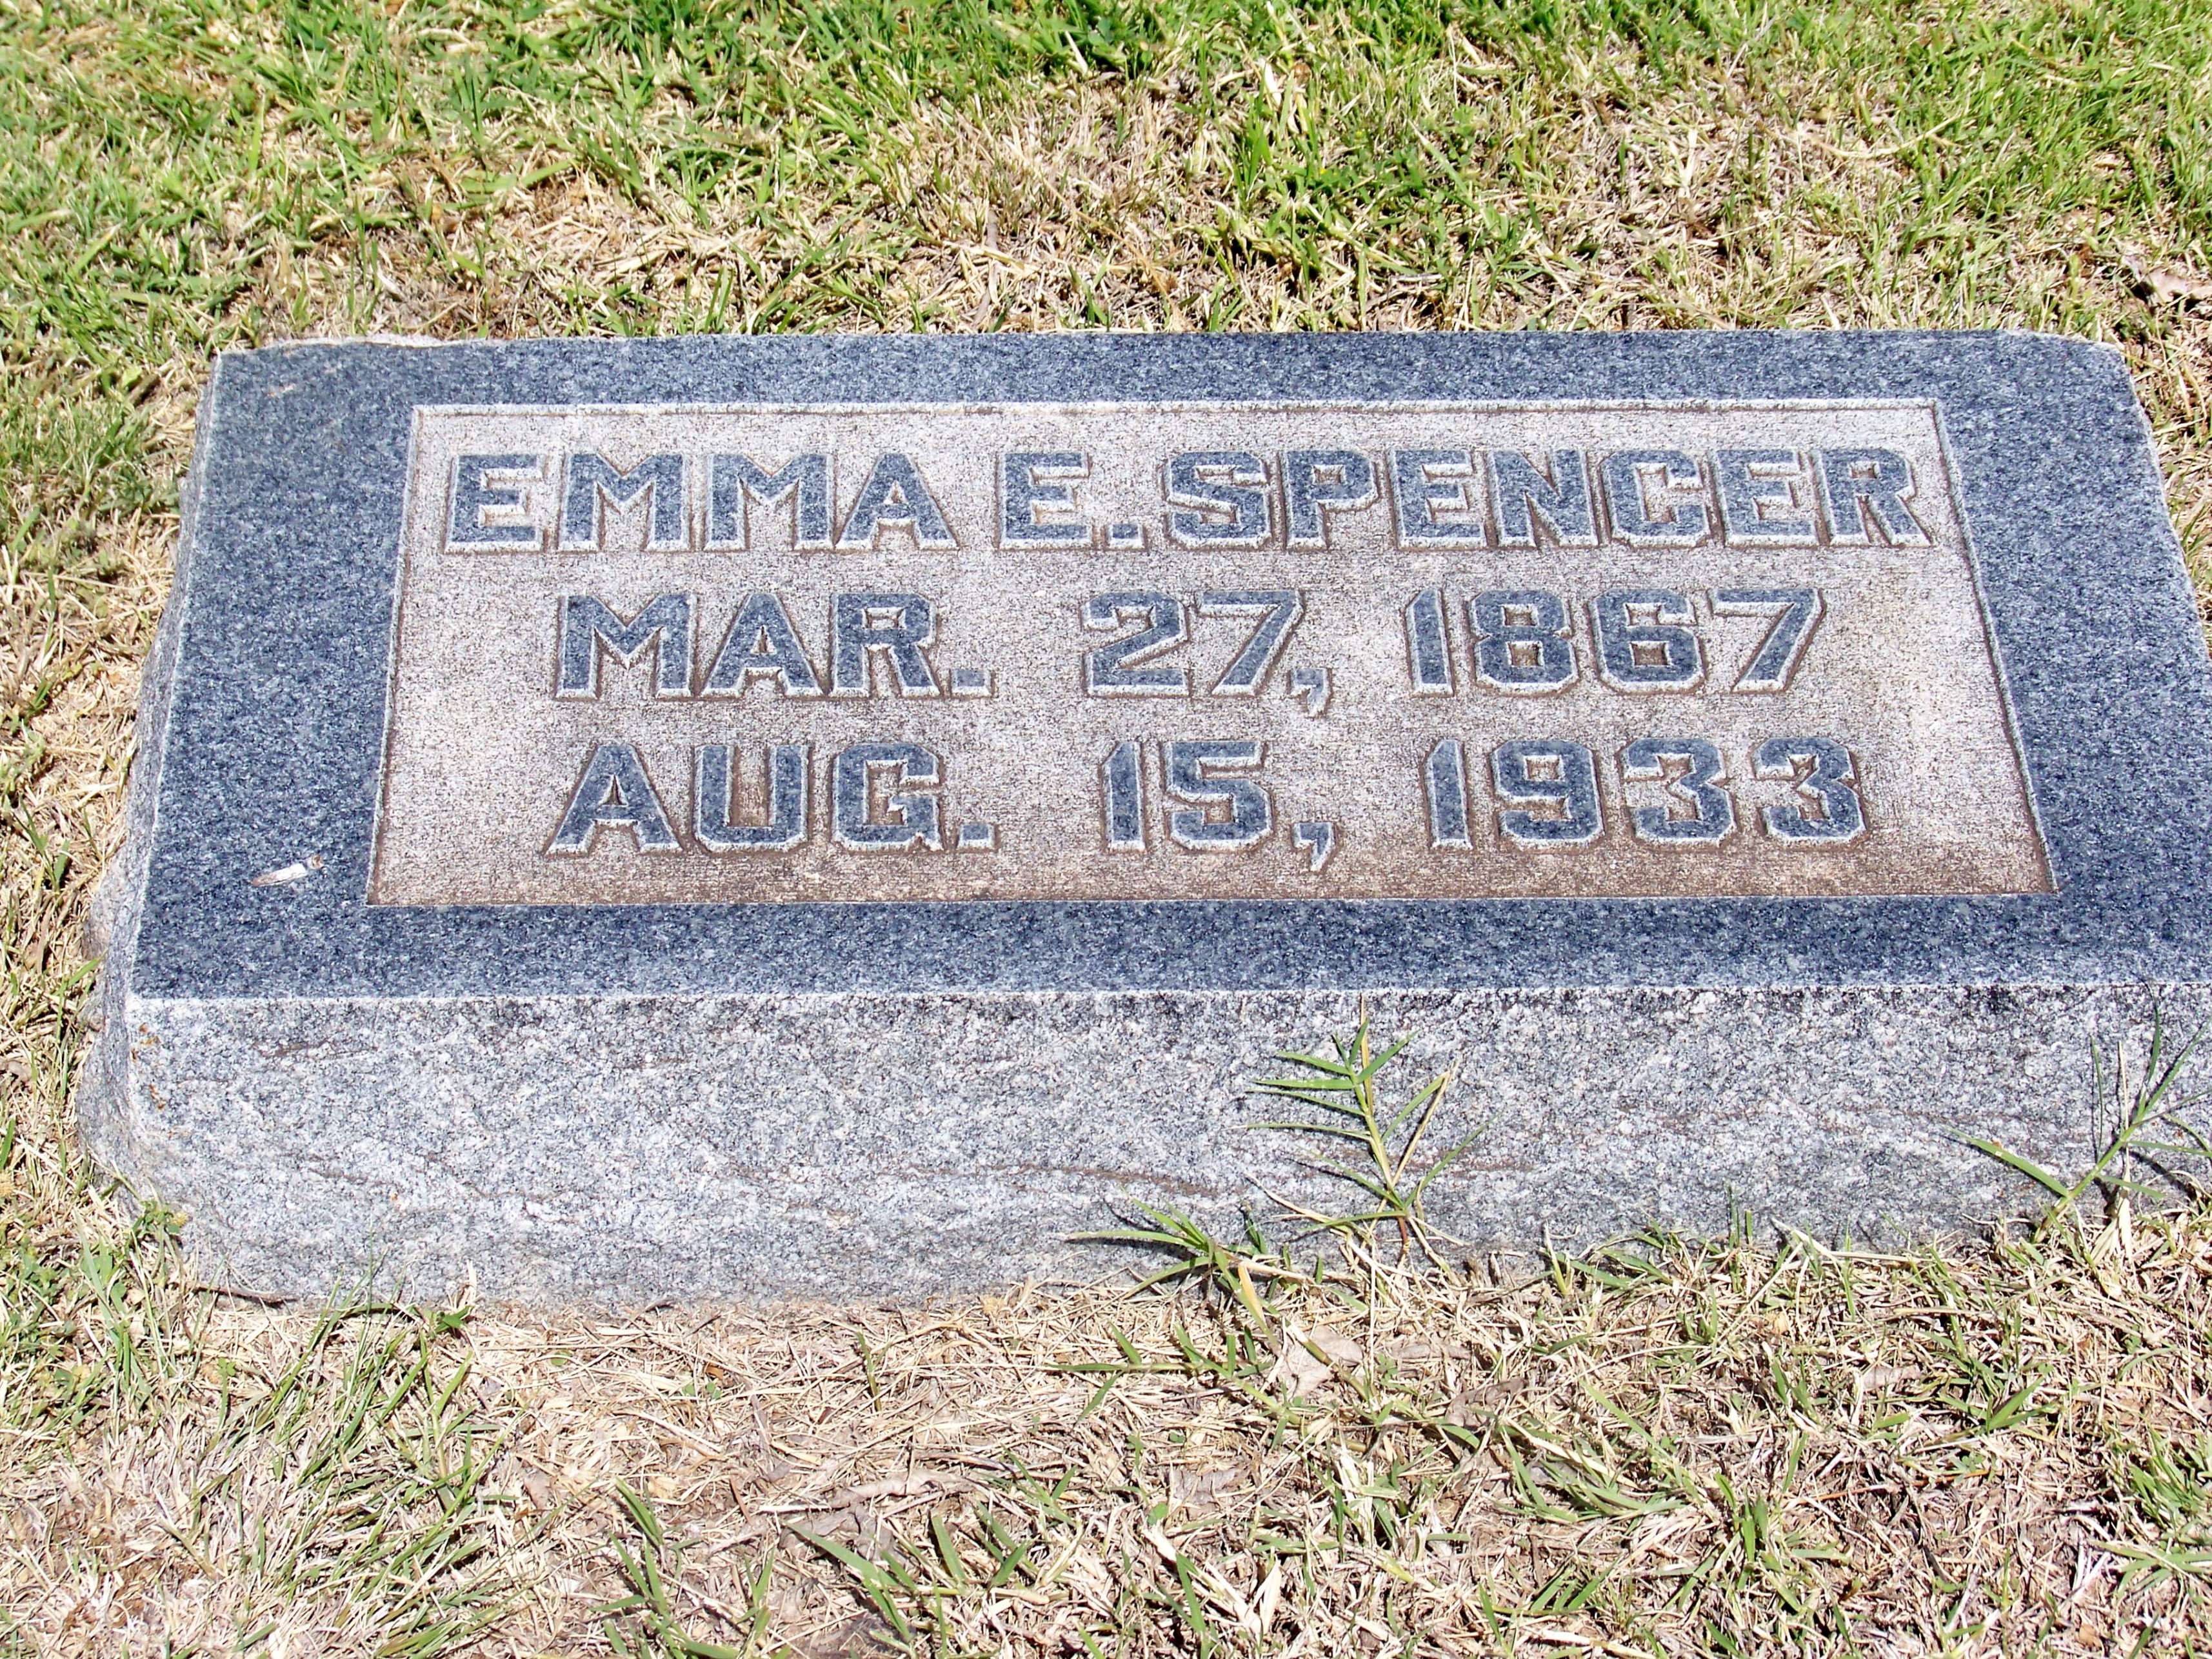 EMMA E. SPENCER
MAR. 27, 1867
AUG. 15, 1933